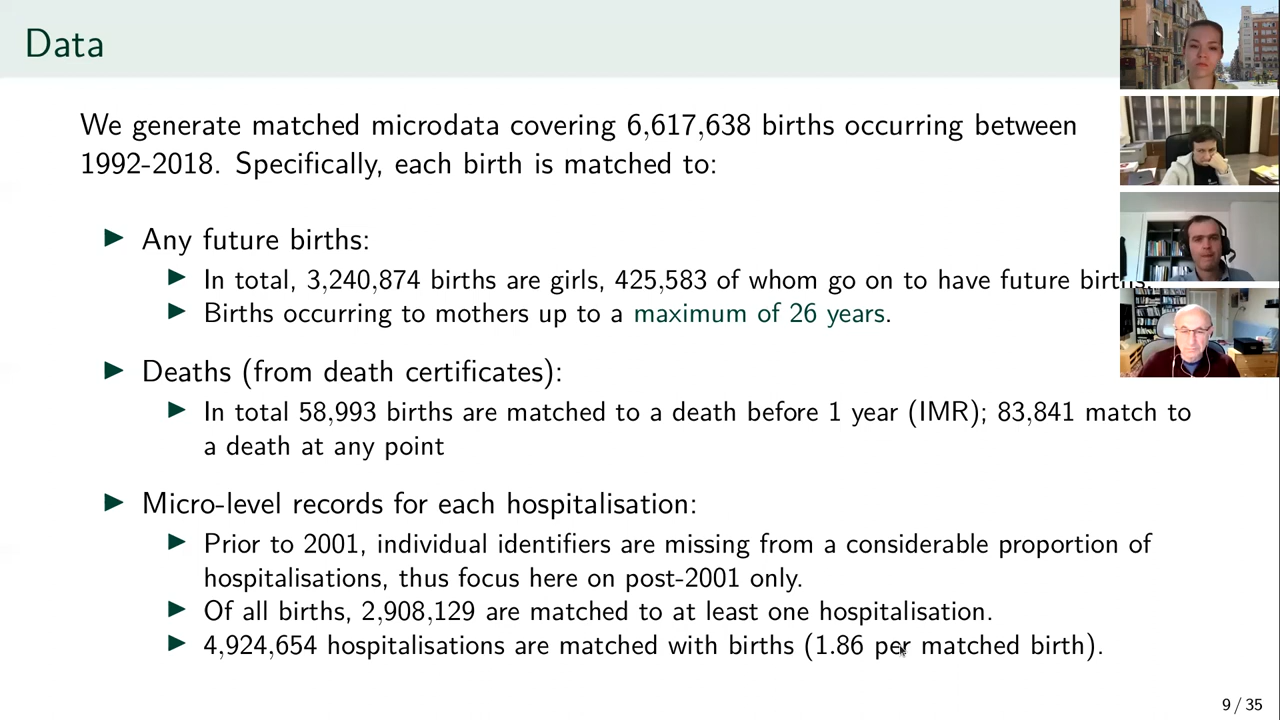 Data
We generate matched microdata covering 6,617,638 births occurring between
1992-2018. Specifically, each birth is matched to:
Any future births:
In total, 3,240,874 births are girls, 425,583 of whom go on to have future births.
Births occurring to mothers up to a maximum of 26 years.
Deaths (from death certificates):
In total 58,993 births are matched to a death before 1 year (IMR); 83,841 match to
a death at any point
Micro-level records for each hospitalisation:
Prior to 2001, individual identifiers are missing from a considerable proportion of
hospitalisations, thus focus here on post-2001 only.
Of all births, 2,908,129 are matched to at least one hospitalisation.
4,924,654 hospitalisations are matched with births (1.86 per matched birth).
9 / 35